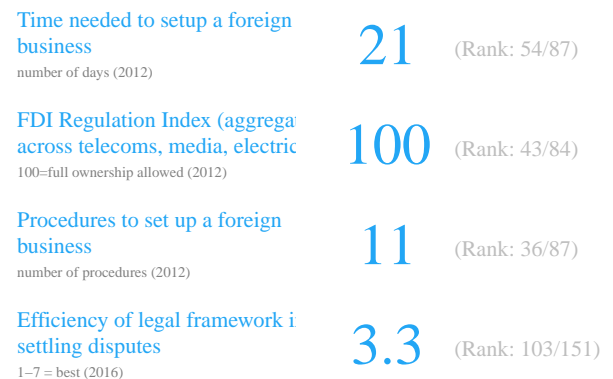 Time needed to setup a foreign
business
number of days (2012)
21
(Rank: 54/87)
FDI Regulation Index
across telecoms, media,
100=full ownership allowed (2012)
100
(Rank: 43/84)
Procedures to set up a foreign
business
number of procedures (2012)
11
(Rank: 36/87)
Efficiency of legal framework
settling disputes
1–7 = best (2016)
3.3
(Rank: 103/151)